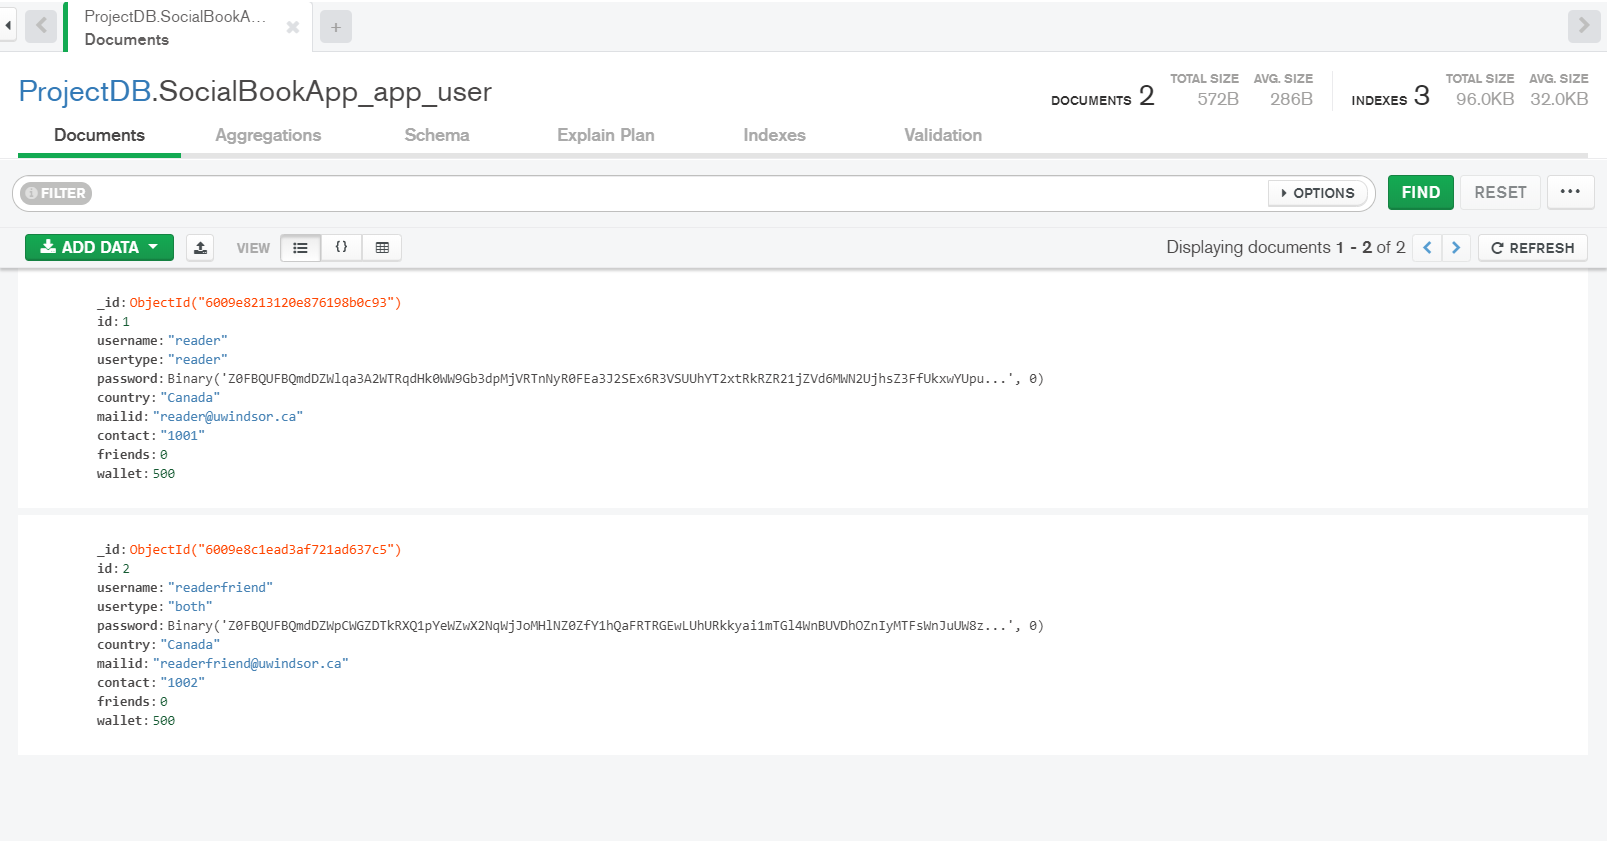 ProjectDB.SocialBookA...
Documents
ProjectDB.SocialBookApp_app_user
DOCUMENTS 2 TOTAL SIZE 572B AVG. SIZE 286B INDEXES 3 TOTAL SIZE 96.0KB AVG. SIZE 32.0KB
Documents Aggregations Schema Explain Plan Indexes Validation
FILTER OPTIONS FIND RESET ...
ADD DATA VIEW {} Displaying documents 1 - 2 of 2 REFRESH
_id: ObjectId("6009e8213120e876198b0c93")
id: 1
username: "reader"
usertype: "reader"
password: Binary('Z0FBQUFBQmdDZWlqa3A2WTRqdHk0WW9Gb3dpMjVRTnNyR0FEa3J2SEx6R3VSUUhYT2xtRkRZR21jZVd6MWN2UjhsZ3FfUkxwYUpu...', 0)
country: "Canada"
mailid: "reader@uwindsor.ca"
contact: "1001"
friends: 0
wallet: 500
_id: ObjectId("6009e8c1ead3af721ad637c5")
id: 2
username: "readerfriend"
usertype: "both"
password: Binary('Z0FBQUFBQmdDZWpCWGZDTkRXQ1pYeWZwX2NqWjJoMHlNZ0ZfY1hQaFRTRGEwLUhURkkyai1mTGl4WnBUVDhOZnIyMTFsWnJuUW8z...', 0)
country: "Canada"
mailid: "readerfriend@uwindsor.ca"
contact: "1002"
friends: 0
wallet: 500